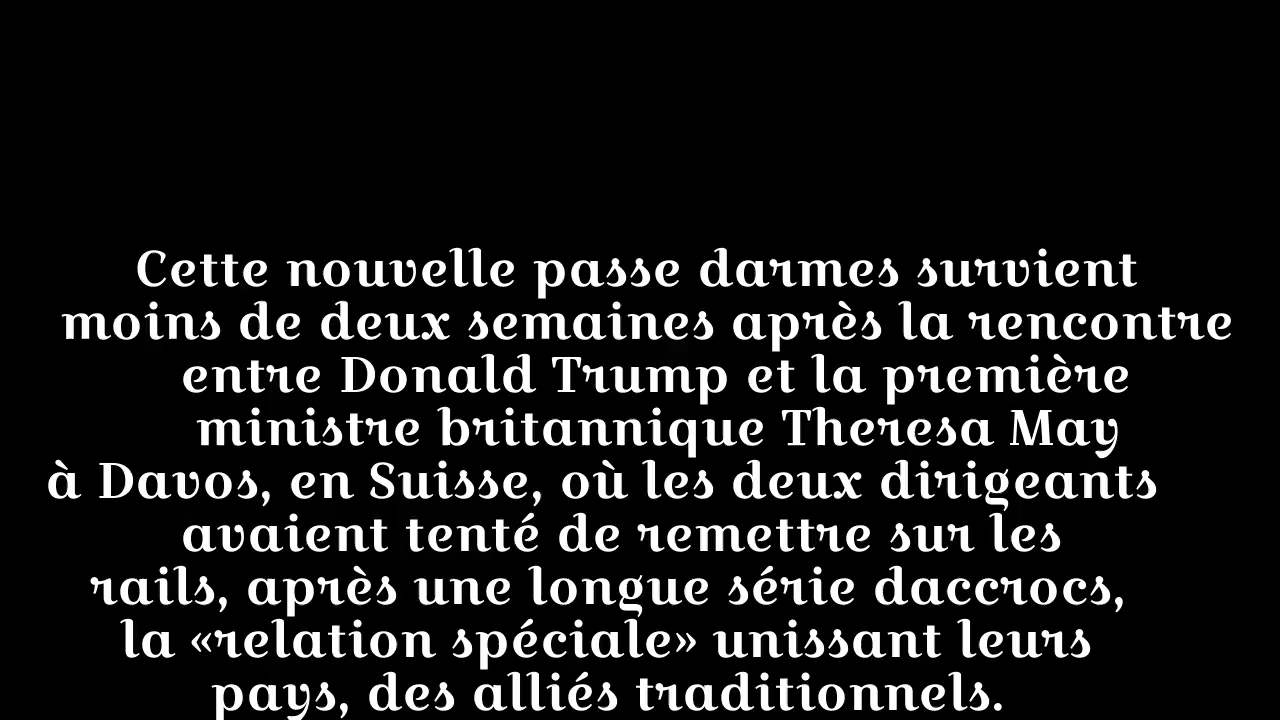 Cette nouvelle passe darmes survient
moins de deux semaines après la rencontre
entre Donald Trump et la première
ministre britannique Theresa May
à Davos, en Suisse, où les deux dirigeants
avaient tenté de remettre sur les
rails, après une longue série daccrocs,
la «relation spéciale» unissant leurs
pays, des alliés traditionnels.